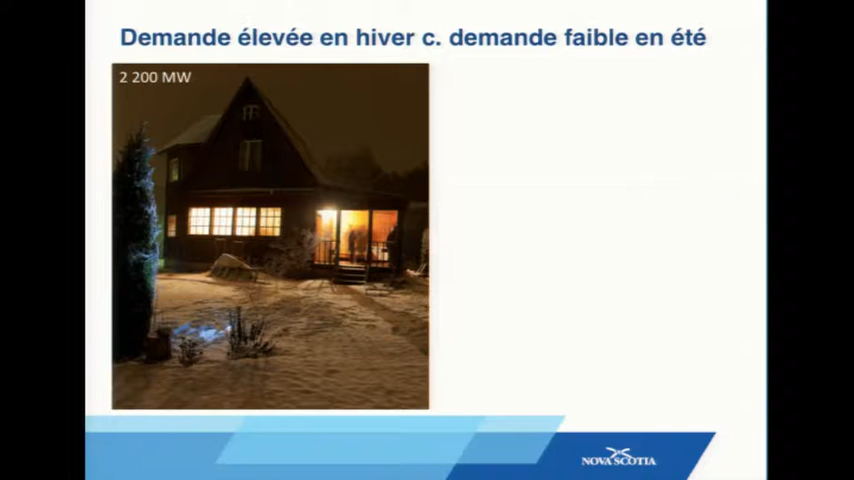 Demande élevée en hiver c. demande faible en été
2 200 MW
NOVA SCOTIA